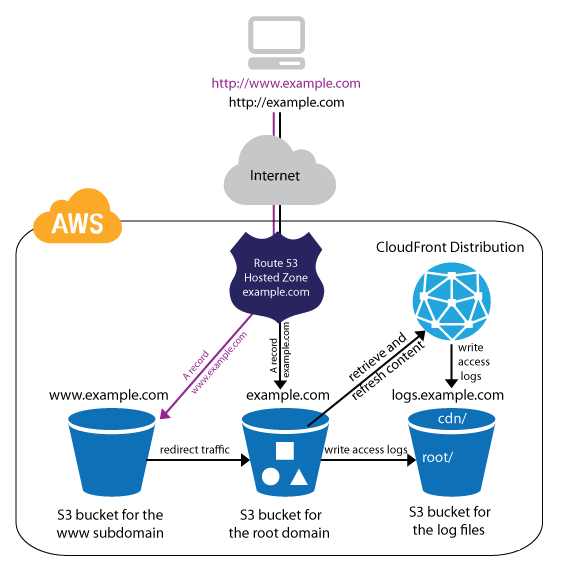 http://www.example.com
http://example.com
Internet
AWS
Route 53
Hosted Zone
example.com
CloudFront Distribution
A record
www.example.com
A record
example.com
retrieve and
refresh content
write
access
logs
www.example.com
example.com
logs.example.com
cdn/
root/
redirect traffic
write access logs
S3 bucket for the
www subdomain
S3 bucket for
the root domain
S3 bucket for
the log files